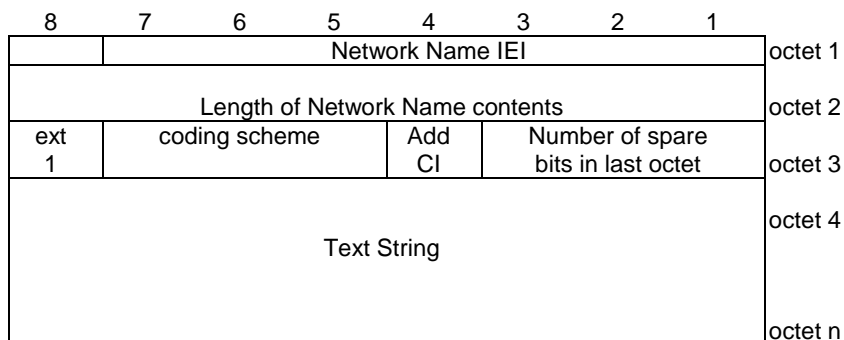 8 7 6 5 4 3 2 1
Network Name IEI octet 1
Length of Network Name contents octet 2
ext coding scheme Add Number of spare
1 CI bits in last octet octet 3
octet 4
Text String
octet n